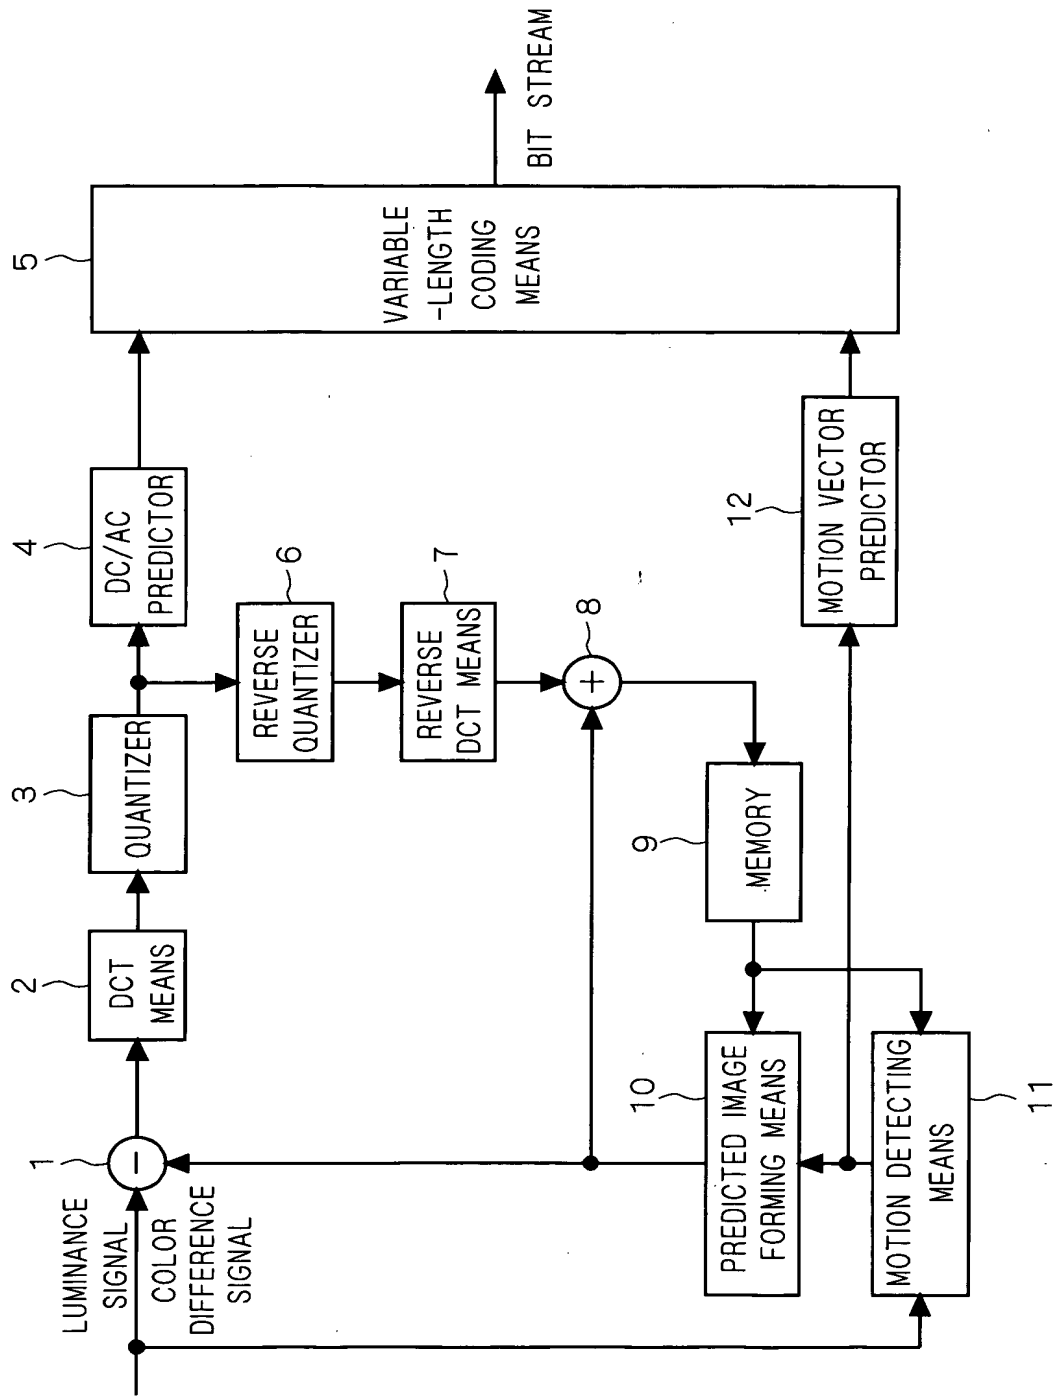 LUMINANCE
SIGNAL
COLOR
DIFFERENCE
SIGNAL
1
2
DCT
MEANS
3
QUANTIZER
4
DC/AC
PREDICTOR
5
VARIABLE
-LENGTH
CODING
MEANS
BIT STREAM
6
REVERSE
QUANTIZER
7
REVERSE
DCT MEANS
8
+
−
9
MEMORY
10
PREDICTED IMAGE
FORMING MEANS
11
MOTION DETECTING
MEANS
12
MOTION VECTOR
PREDICTOR